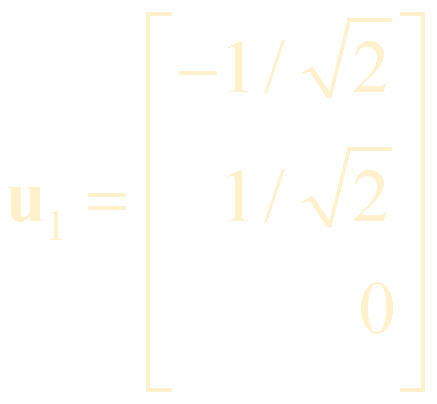 −1/√2
u₁ = 1/√2
0